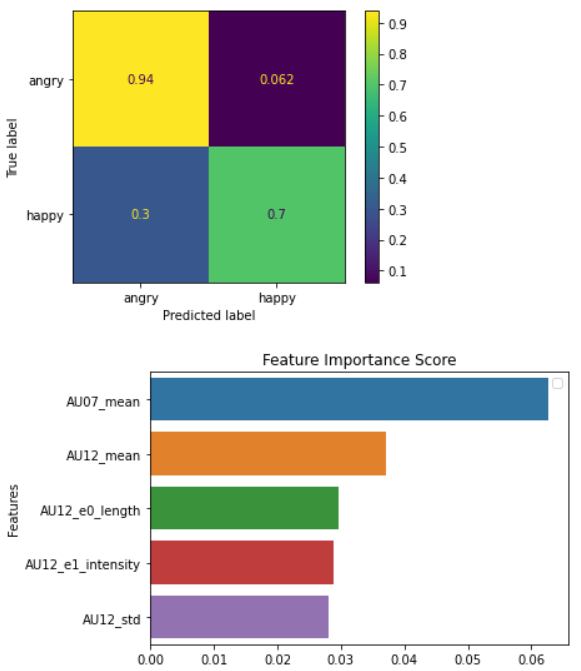 0.9
0.8
0.7
0.6
0.5
0.4
0.3
0.2
0.1
True label
angry
0.94
0.062
happy
0.3
0.7
angry
happy
Predicted label
Feature Importance Score
Features
AU07_mean
AU12_mean
AU12_e0_length
AU12_e1_intensity
AU12_std
0.00
0.01
0.02
0.03
0.04
0.05
0.06